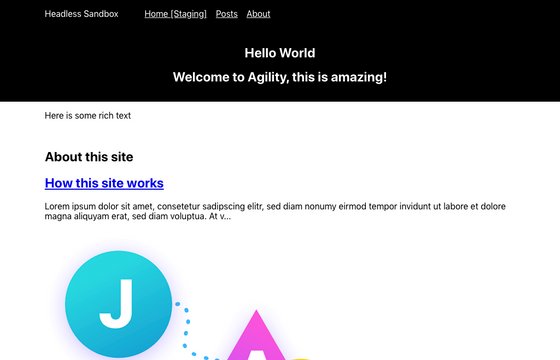 Headless Sandbox Home [Staging] Posts About
Hello World
Welcome to Agility, this is amazing!
Here is some rich text
About this site
How this site works
Lorem ipsum dolor sit amet, consetetur sadipscing elitr, sed diam nonumy eirmod tempor invidunt ut labore et dolore
magna aliquyam erat, sed diam voluptua. At v...
J
A